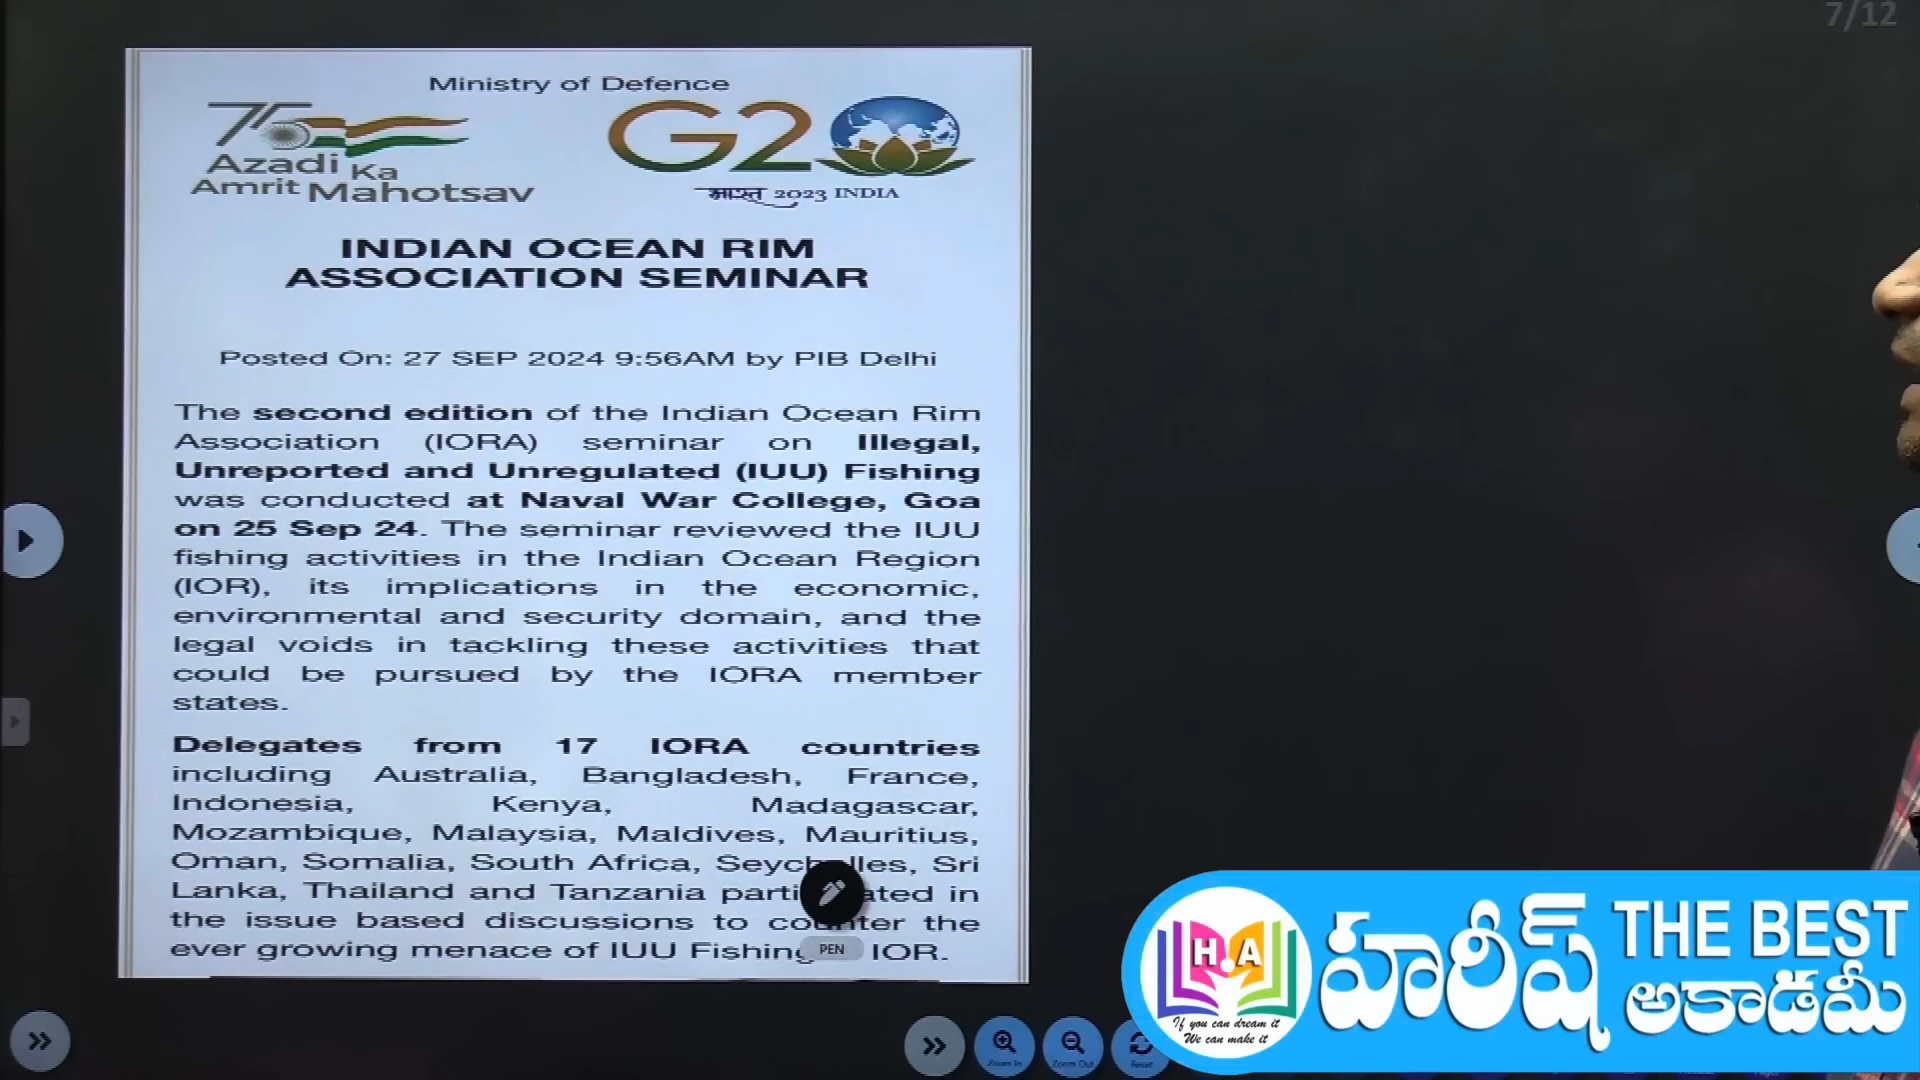 7/12
Ministry of Defence
75
Azadi Ka
Amrit Mahotsav
G20
भारत 2023 INDIA
INDIAN OCEAN RIM
ASSOCIATION SEMINAR
Posted On: 27 SEP 2024 9:56AM by PIB Delhi
The second edition of the Indian Ocean Rim
Association (IORA) seminar on Illegal,
Unreported and Unregulated (IUU) Fishing
was conducted at Naval War College, Goa
on 25 Sep 24. The seminar reviewed the IUU
fishing activities in the Indian Ocean Region
(IOR), its implications in the economic,
environmental and security domain, and the
legal voids in tackling these activities that
could be pursued by the IORA member
states.
Delegates from 17 IORA countries
including Australia, Bangladesh, France,
Indonesia, Kenya, Madagascar,
Mozambique, Malaysia, Maldives, Mauritius,
Oman, Somalia, South Africa, Seychelles, Sri
Lanka, Thailand and Tanzania participated in
the issue based discussions to counter the
ever growing menace of IUU Fishing IOR.
PEN
Zoom In
Zoom Out
Reset
H.A
If you can dream it
We can make it
హరీష్
THE BEST
అకాడమీ